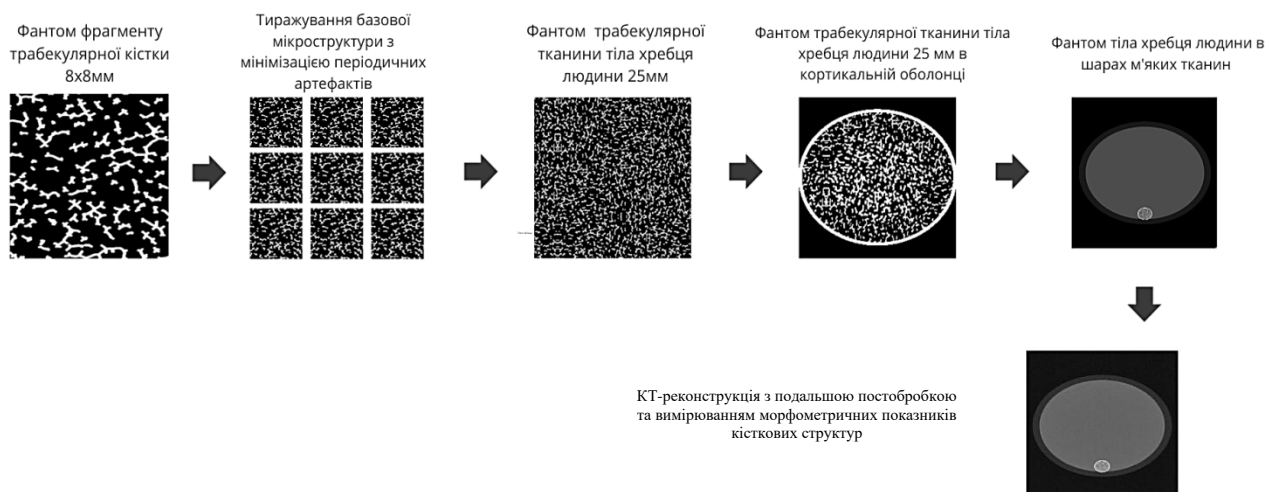 Фантом фрагменту
трабекулярної кістки
8х8мм
Тиражування базової
мікроструктури з
мінімізацією періодичних
артефактів
Фантом трабекулярної
тканини тіла хребця
людини 25мм
Фантом трабекулярної тканини тіла
хребця людини 25 мм в
кортикальній оболонці
Фантом тіла хребця людини в
шарах м'яких тканин
КТ-реконструкція з подальшою постобробкою
та вимірюванням морфометричних показників
кісткових структур